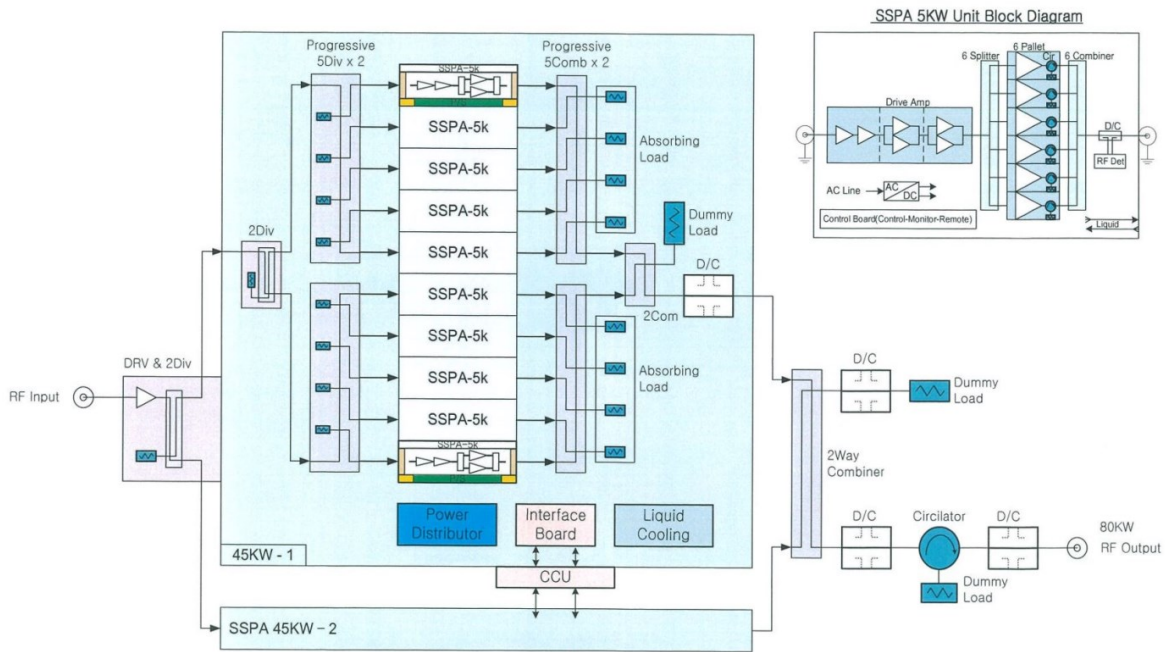 SSPA 5KW Unit Block Diagram
6 Pallet
6 Splitter
Cir
6 Combiner
Drive Amp
D/C
RF Det
AC Line
AC
DC
Control Board(Control-Monitor-Remote)
Liquid
Progressive
5Div x 2
Progressive
5Comb x 2
SSPA-5k
SSPA-5k
SSPA-5k
SSPA-5k
SSPA-5k
SSPA-5k
SSPA-5k
SSPA-5k
SSPA-5k
SSPA-5k
Absorbing
Load
Dummy
Load
2Div
D/C
2Com
Absorbing
Load
DRV & 2Div
RF Input
D/C
Dummy
Load
2Way
Combiner
D/C
Circilator
D/C
80KW
RF Output
Dummy
Load
Power
Distributor
Interface
Board
Liquid
Cooling
45KW - 1
CCU
SSPA 45KW - 2